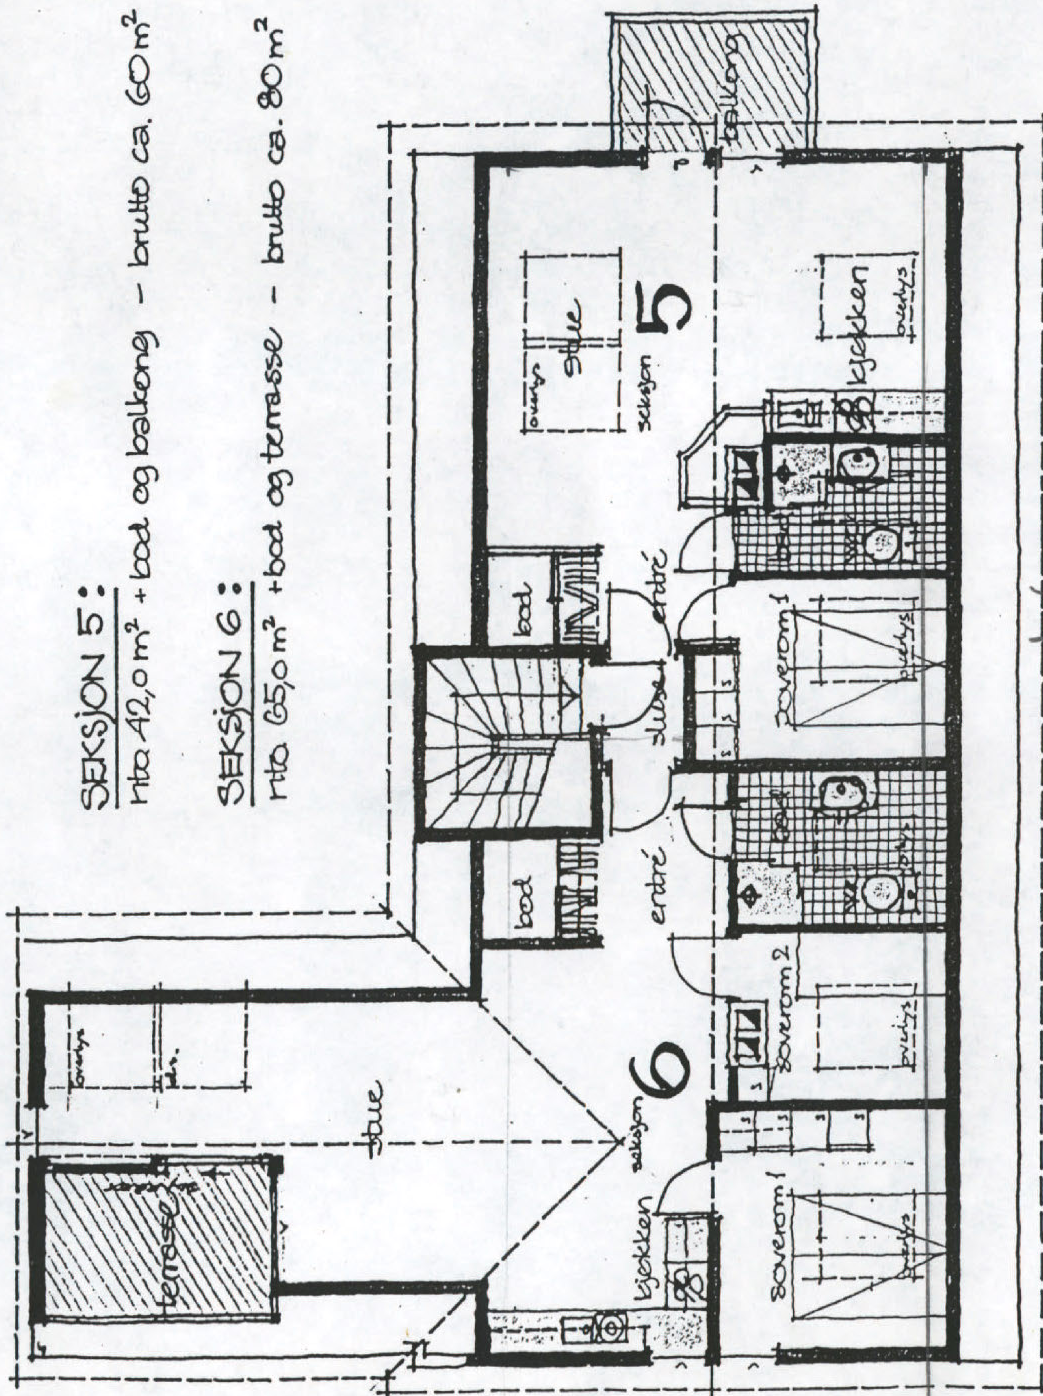 SEKSJON 5:
nto 42,0 m² + bod og balkong – brutto ca. 60 m²
SEKSJON 6:
nto 65,0 m² + bod og terrasse – brutto ca. 80 m²
balkong
overlys
stue
seksjon 5
kjøkken
overlys
bod
entré
bad
soverom 1
overlys
s
s
sluse
bod
entré
bad
soverom 2
overlys
s
overlys
stue
terrasse
seksjon 6
kjøkken
s
s
s
soverom 1
overlys